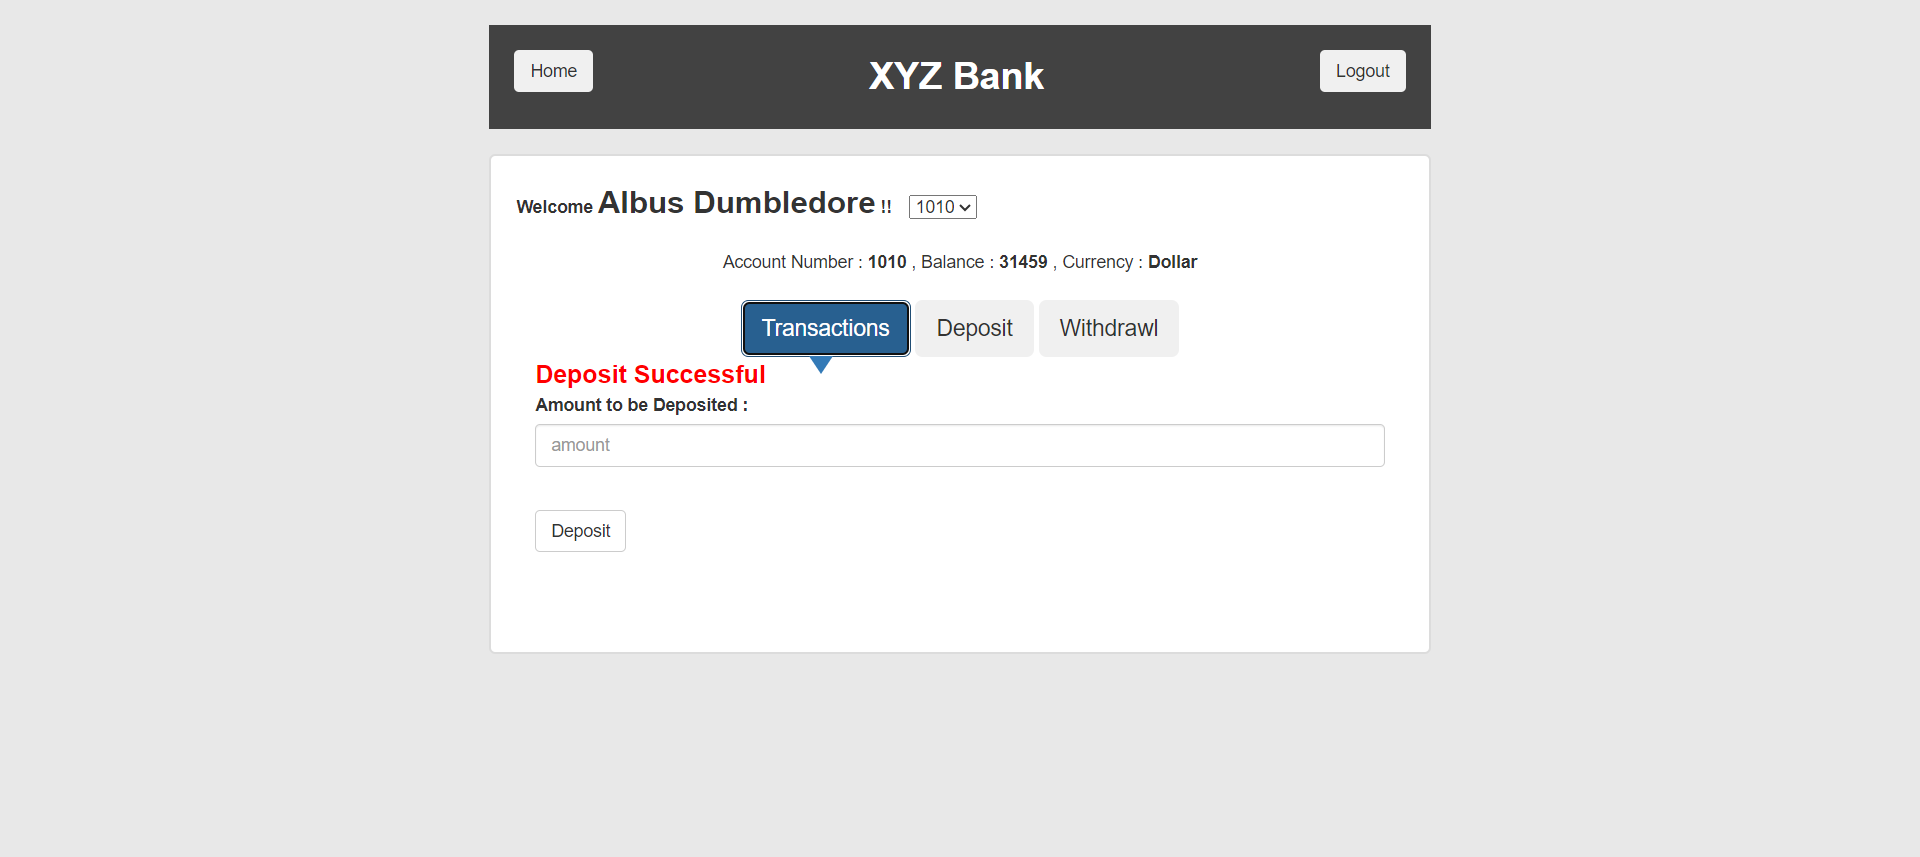 Home XYZ Bank Logout
Welcome Albus Dumbledore !! 1010
Account Number : 1010 , Balance : 31459 , Currency : Dollar
Transactions Deposit Withdrawl
Deposit Successful
Amount to be Deposited :
amount
Deposit